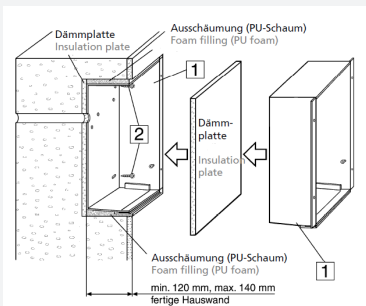 Dämmplatte
Insulation plate
Ausschäumung (PU-Schaum)
Foam filling (PU foam)
1
2
Dämm-
platte
Insulation
plate
Ausschäumung (PU-Schaum)
Foam filling (PU foam)
1
min. 120 mm, max. 140 mm
fertige Hauswand